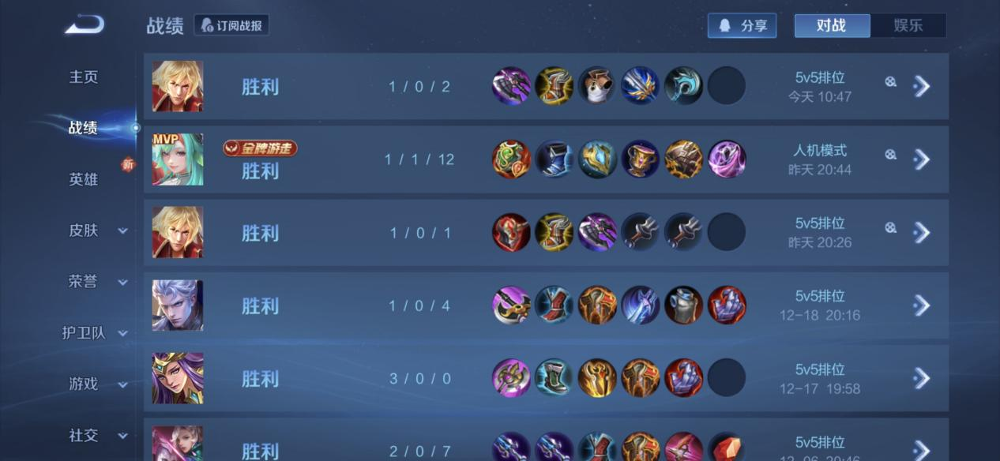 战绩
订阅战报
分享
对战
娱乐
主页
战绩
新
英雄
皮肤
荣誉
护卫队
游戏
社交
胜利
1 / 0 / 2
5v5排位
今天 10:47
MVP
金牌游走
胜利
1 / 1 / 12
人机模式
昨天 20:44
胜利
1 / 0 / 1
5v5排位
昨天 20:26
胜利
1 / 0 / 4
5v5排位
12-18 20:16
胜利
3 / 0 / 0
5v5排位
12-17 19:58
胜利
2 / 0 / 7
5v5排位